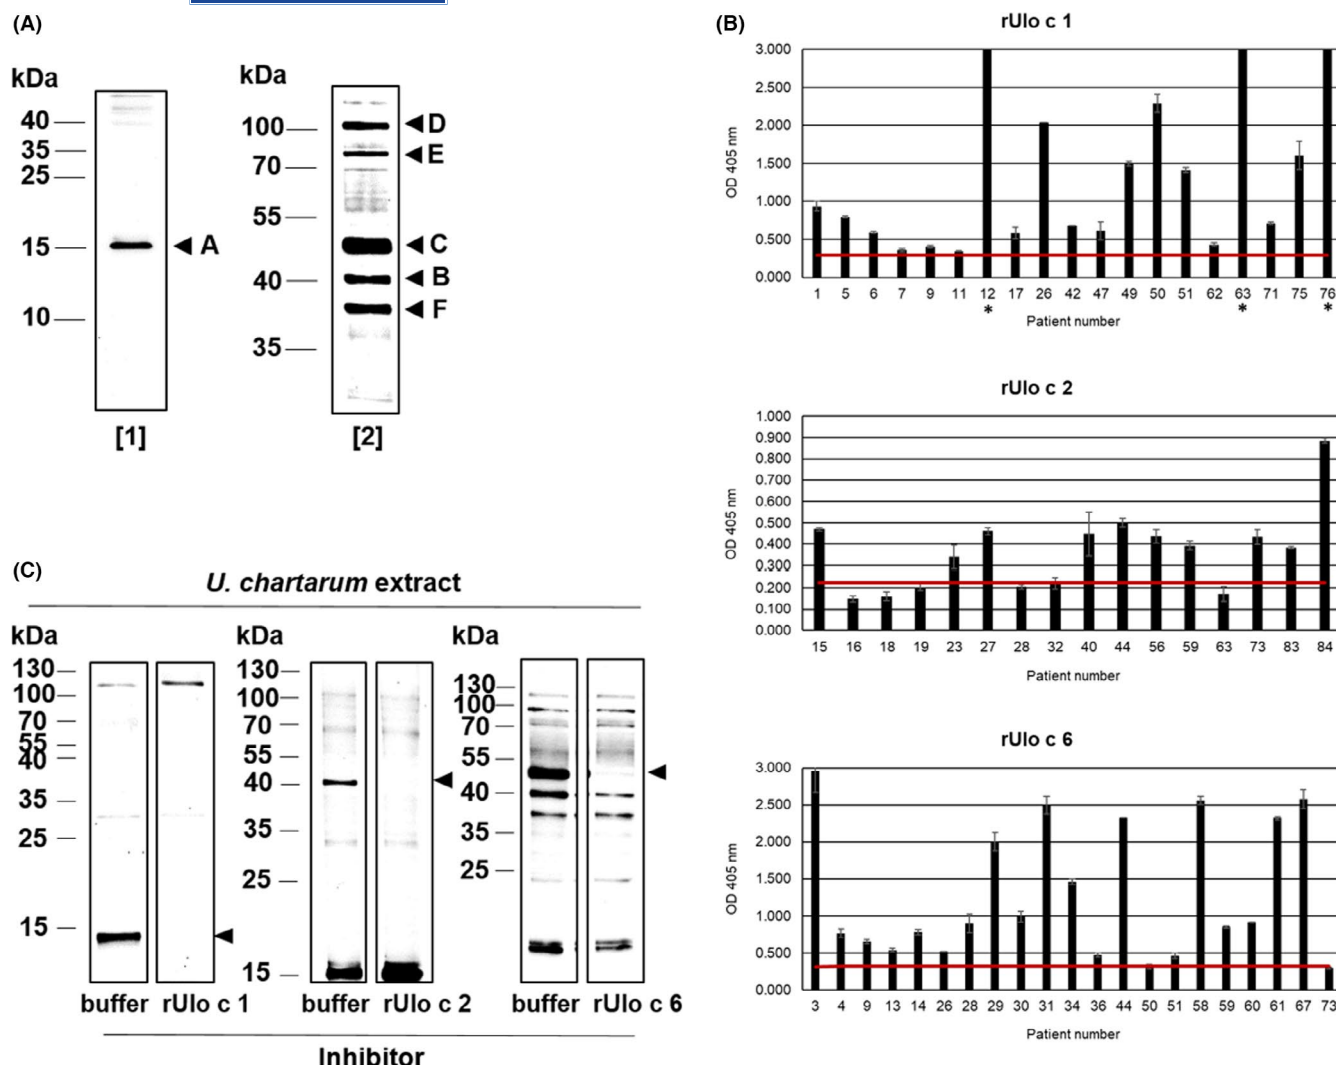 (A)
kDa
40
35
25
15
10
A
[1]
kDa
100
70
55
40
35
D
E
C
B
F
[2]
(B)
rUlo c 1
OD 405 nm
3.000
2.500
2.000
1.500
1.000
0.500
0.000
1 5 6 7 9 11 12 17 26 42 47 49 50 51 62 63 71 75 76
* * *
Patient number
rUlo c 2
OD 405 nm
1.000
0.900
0.800
0.700
0.600
0.500
0.400
0.300
0.200
0.100
0.000
15 16 18 19 23 27 28 32 40 44 56 59 63 73 83 84
Patient number
rUlo c 6
OD 405 nm
3.000
2.500
2.000
1.500
1.000
0.500
0.000
3 4 9 13 14 26 28 29 30 31 34 36 44 50 51 58 59 60 61 67 73
Patient number
(C)
U. chartarum extract
kDa
130
100
70
55
40
35
25
15
buffer rUlo c 1
kDa
130
100
70
55
40
35
25
15
buffer rUlo c 2
kDa
130
100
70
55
40
35
25
buffer rUlo c 6
Inhibitor